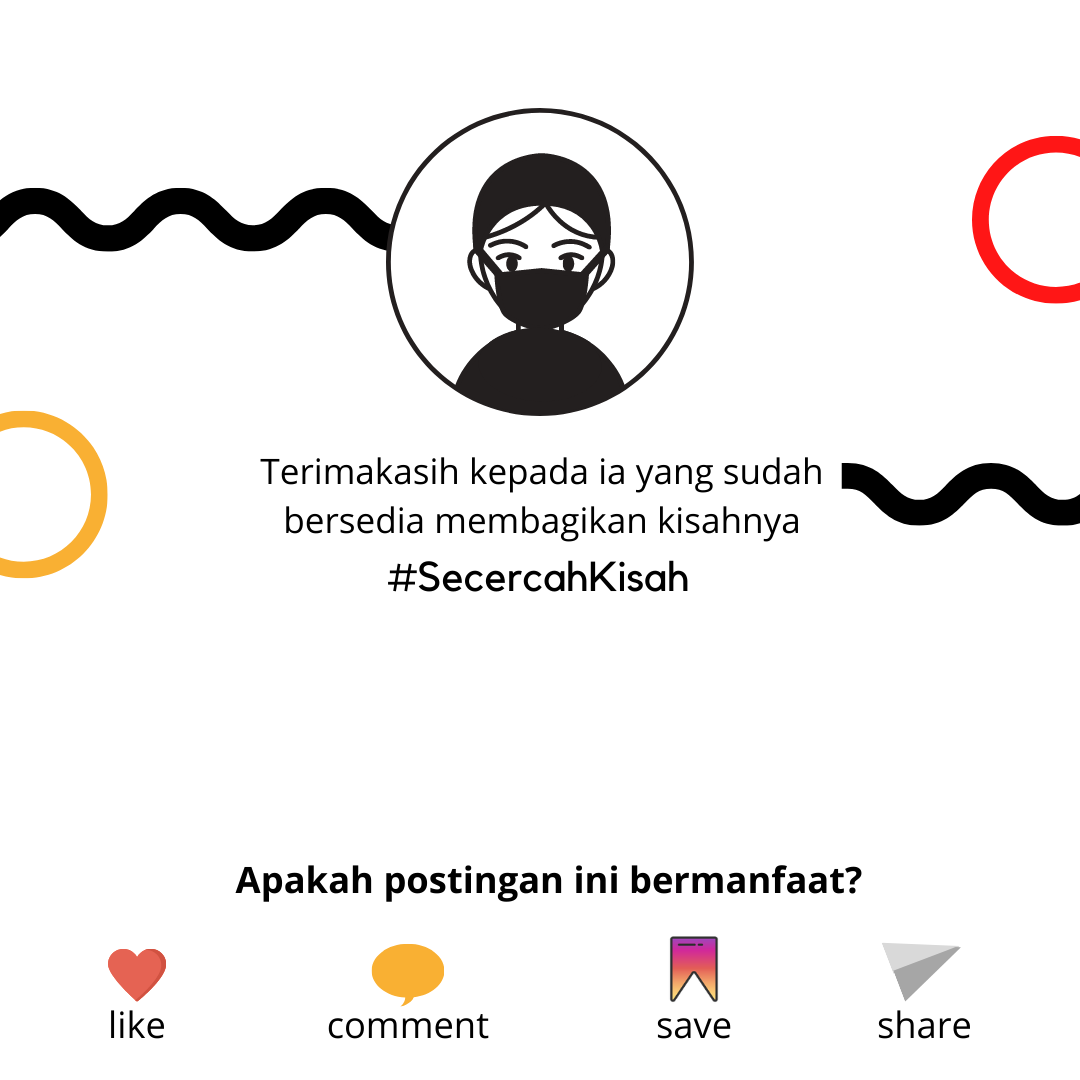 Terimakasih kepada ia yang sudah
bersedia membagikan kisahnya
#SecercahKisah
Apakah postingan ini bermanfaat?
like
comment
save
share